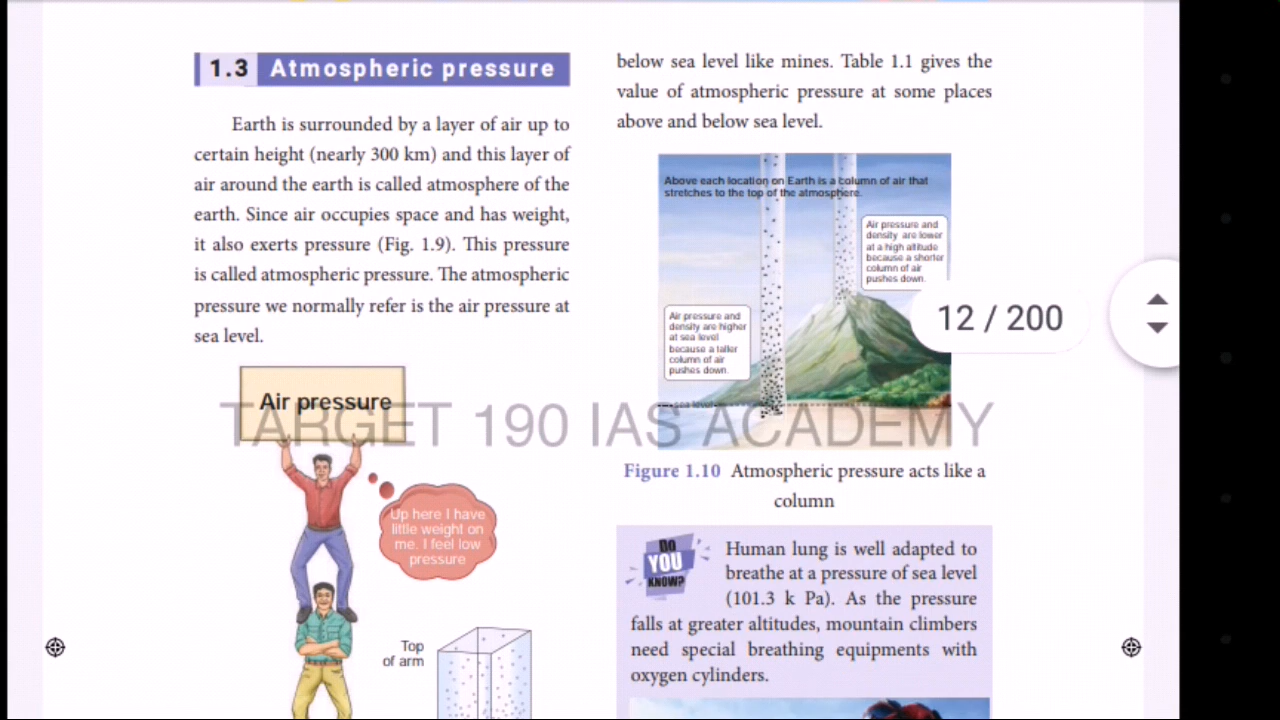 1.3 Atmospheric pressure
Earth is surrounded by a layer of air up to
certain height (nearly 300 km) and this layer of
air around the earth is called atmosphere of the
earth. Since air occupies space and has weight,
it also exerts pressure (Fig. 1.9). This pressure
is called atmospheric pressure. The atmospheric
pressure we normally refer is the air pressure at
sea level.
Air pressure
Up here I have
little weight on
me. I feel low
pressure
Top
of arm
below sea level like mines. Table 1.1 gives the
value of atmospheric pressure at some places
above and below sea level.
Above each location on Earth is a column of air that
stretches to the top of the atmosphere.
Air pressure and
density are lower
at a high altitude
because a shorter
column of air
pushes down.
Air pressure and
density are higher
at sea level
because a taller
column of air
pushes down.
sea level
12 / 200
TARGET 190 IAS ACADEMY
Figure 1.10 Atmospheric pressure acts like a
column
DO
YOU
KNOW?
Human lung is well adapted to
breathe at a pressure of sea level
(101.3 k Pa). As the pressure
falls at greater altitudes, mountain climbers
need special breathing equipments with
oxygen cylinders.